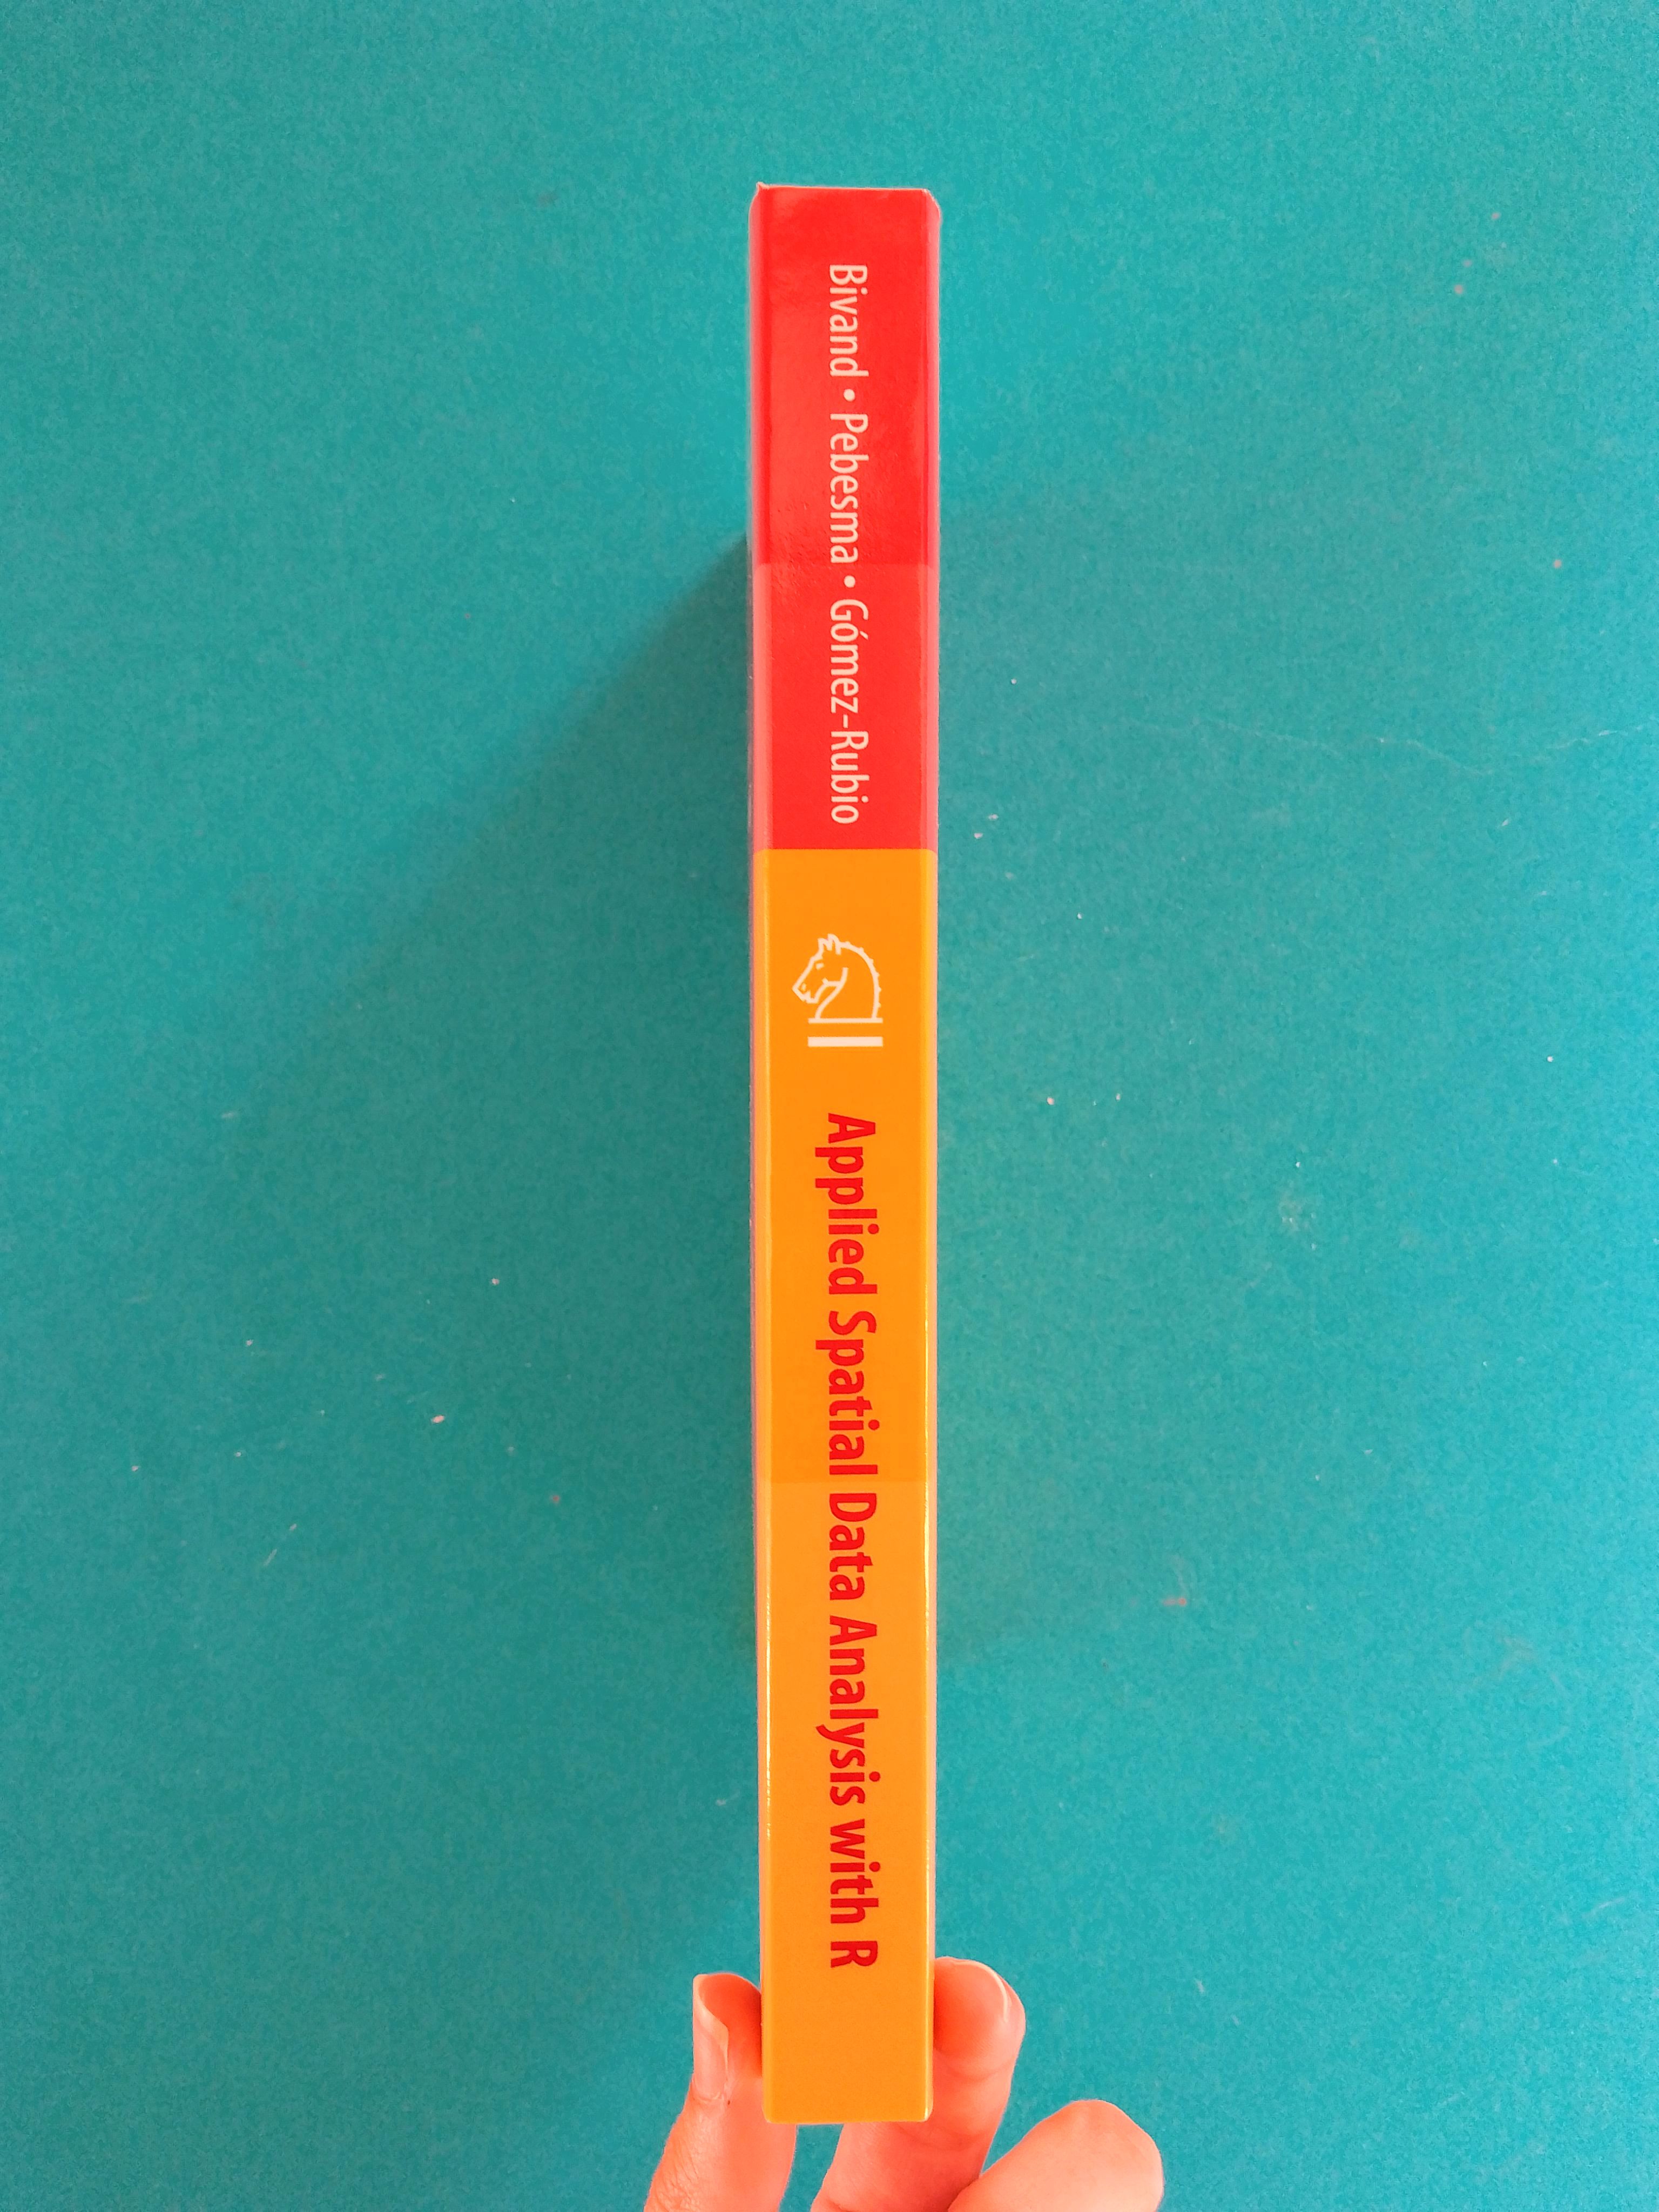 Bivand • Pebesma • Gómez-Rubio
Applied Spatial Data Analysis with R